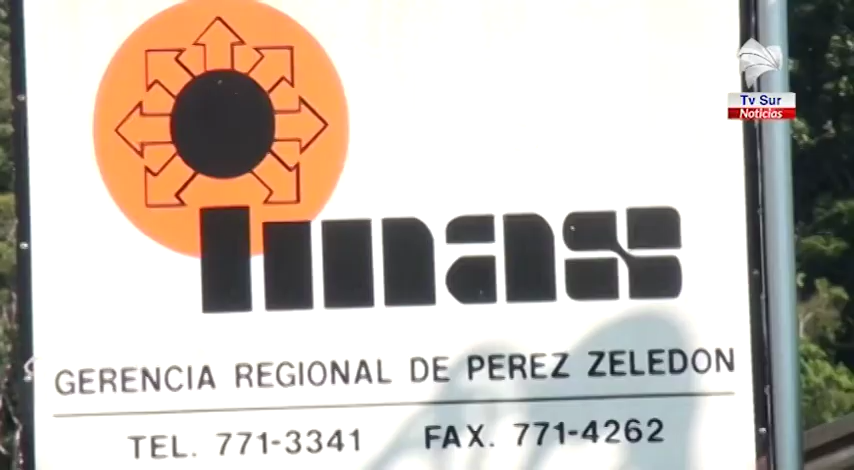 Tv Sur
Noticias
imas
GERENCIA REGIONAL DE PEREZ ZELEDON
TEL. 771-3341 FAX. 771-4262